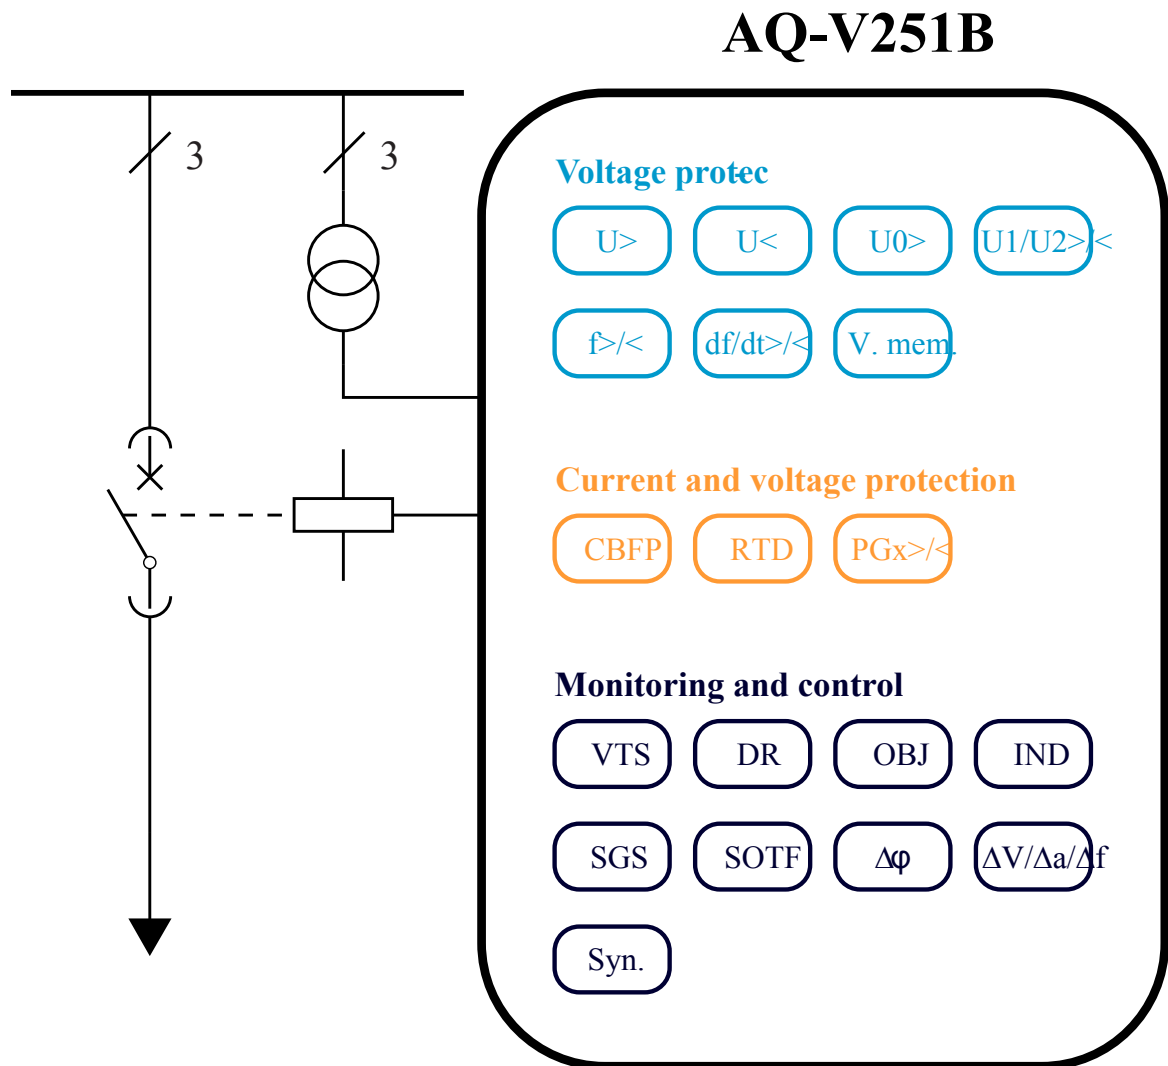 AQ-V251B
3 3
Voltage protec-
U> U< U0> U1/U2>/<
f>/< df/dt>/< V. mem.
Current and voltage protection
CBFP RTD PGx>/<
Monitoring and control
VTS DR OBJ IND
SGS SOTF Δφ ΔV/Δa/Δf
Syn.